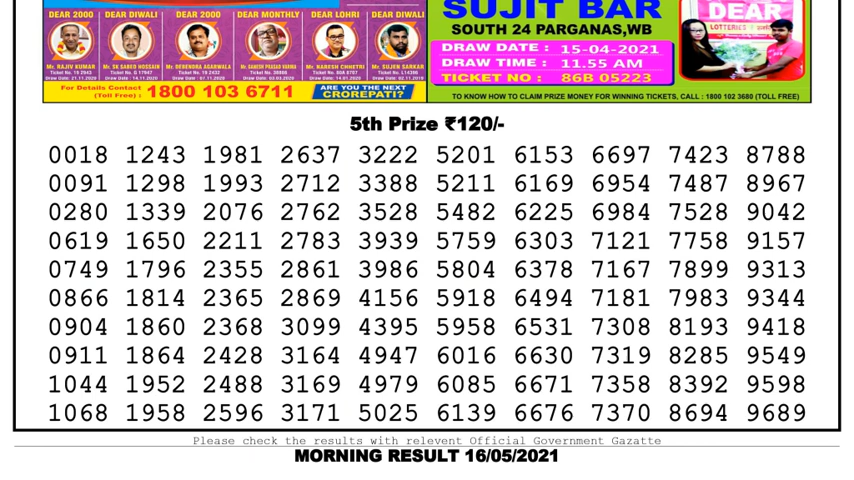 DEAR 2000 DEAR DIWALI DEAR 2000 DEAR MONTHLY DEAR LOHRI DEAR DIWALI
Mr. RAJIV KUMAR Mr. SK SABED HOSSAIN Mr. DEBENDRA AGARWALA Mr. GANESH PRASAD VARMA Mr. NARESH CHHETRI Mr. SUJEN SARKAR
For Details Contact (Toll Free) : 1800 103 6711 ARE YOU THE NEXT CROREPATI?
SUJIT BAR
SOUTH 24 PARGANAS,WB
DRAW DATE : 15-04-2021
DRAW TIME : 11.55 AM
TICKET NO : 86B 05223
DEAR
LOTTERIES
TO KNOW HOW TO CLAIM PRIZE MONEY FOR WINNING TICKETS, CALL : 1800 102 3680 (TOLL FREE)
5th Prize ₹120/-
0018 1243 1981 2637 3222 5201 6153 6697 7423 8788
0091 1298 1993 2712 3388 5211 6169 6954 7487 8967
0280 1339 2076 2762 3528 5482 6225 6984 7528 9042
0619 1650 2211 2783 3939 5759 6303 7121 7758 9157
0749 1796 2355 2861 3986 5804 6378 7167 7899 9313
0866 1814 2365 2869 4156 5918 6494 7181 7983 9344
0904 1860 2368 3099 4395 5958 6531 7308 8193 9418
0911 1864 2428 3164 4947 6016 6630 7319 8285 9549
1044 1952 2488 3169 4979 6085 6671 7358 8392 9598
1068 1958 2596 3171 5025 6139 6676 7370 8694 9689
Please check the results with relevent Official Government Gazatte
MORNING RESULT 16/05/2021